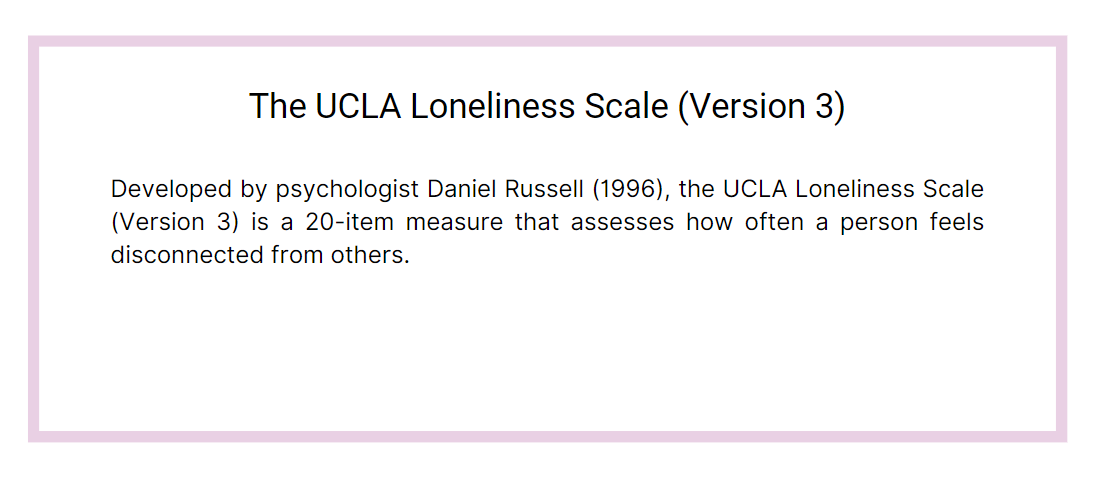 The UCLA Loneliness Scale (Version 3)
Developed by psychologist Daniel Russell (1996), the UCLA Loneliness Scale
(Version 3) is a 20-item measure that assesses how often a person feels
disconnected from others.